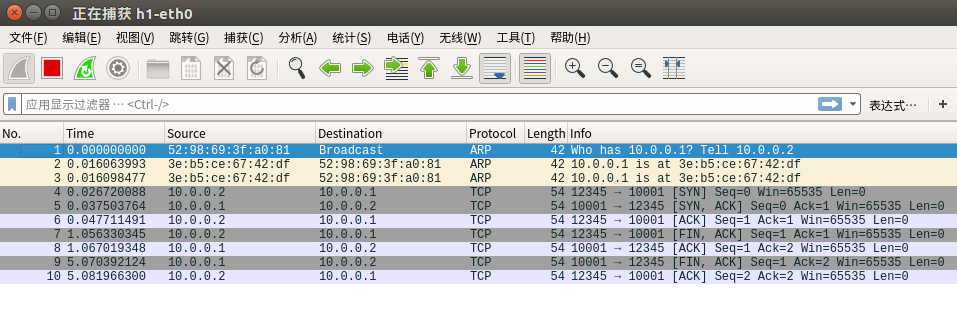 正在捕获 h1-eth0
文件(F) 编辑(E) 视图(V) 跳转(G) 捕获(C) 分析(A) 统计(S) 电话(Y) 无线(W) 工具(T) 帮助(H)
应用显示过滤器 … <Ctrl-/> 表达式… +
No. Time Source Destination Protocol Length Info
1 0.000000000 52:98:69:3f:a0:81 Broadcast ARP 42 Who has 10.0.0.1? Tell 10.0.0.2
2 0.016063993 3e:b5:ce:67:42:df 52:98:69:3f:a0:81 ARP 42 10.0.0.1 is at 3e:b5:ce:67:42:df
3 0.016098477 3e:b5:ce:67:42:df 52:98:69:3f:a0:81 ARP 42 10.0.0.1 is at 3e:b5:ce:67:42:df
4 0.026720088 10.0.0.2 10.0.0.1 TCP 54 12345 → 10001 [SYN] Seq=0 Win=65535 Len=0
5 0.037503764 10.0.0.1 10.0.0.2 TCP 54 10001 → 12345 [SYN, ACK] Seq=0 Ack=1 Win=65535 Len=0
6 0.047711491 10.0.0.2 10.0.0.1 TCP 54 12345 → 10001 [ACK] Seq=1 Ack=1 Win=65535 Len=0
7 1.056330345 10.0.0.2 10.0.0.1 TCP 54 12345 → 10001 [FIN, ACK] Seq=1 Ack=1 Win=65535 Len=0
8 1.067019348 10.0.0.1 10.0.0.2 TCP 54 10001 → 12345 [ACK] Seq=1 Ack=2 Win=65535 Len=0
9 5.070392124 10.0.0.1 10.0.0.2 TCP 54 10001 → 12345 [FIN, ACK] Seq=1 Ack=2 Win=65535 Len=0
10 5.081966300 10.0.0.2 10.0.0.1 TCP 54 12345 → 10001 [ACK] Seq=2 Ack=2 Win=65535 Len=0